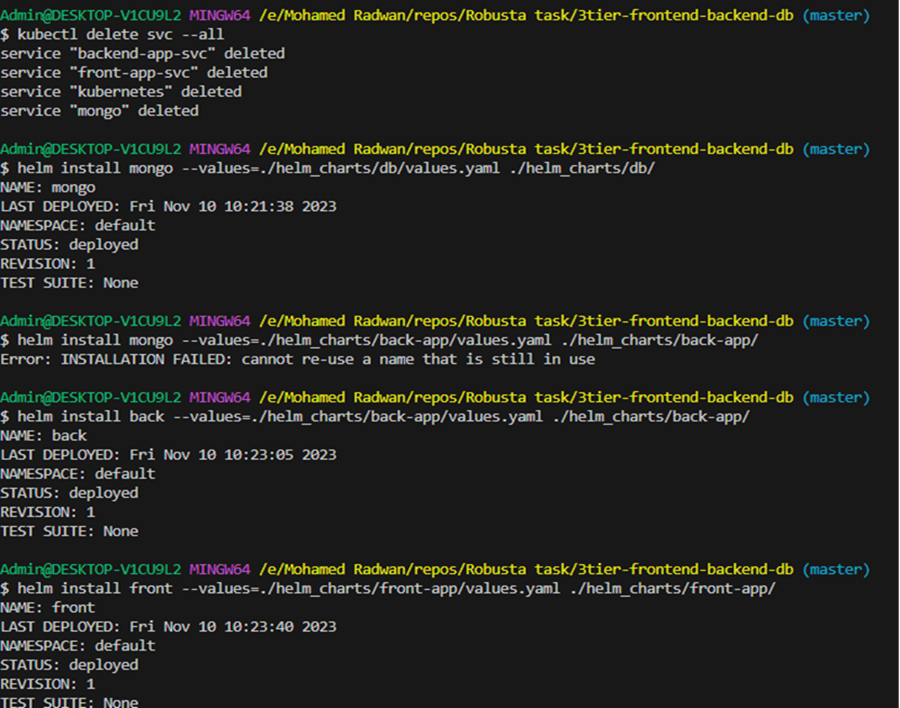 Admin@DESKTOP-V1CU9L2 MINGW64 /e/Mohamed Radwan/repos/Robusta task/3tier-frontend-backend-db (master)
$ kubectl delete svc --all
service "backend-app-svc" deleted
service "front-app-svc" deleted
service "kubernetes" deleted
service "mongo" deleted
Admin@DESKTOP-V1CU9L2 MINGW64 /e/Mohamed Radwan/repos/Robusta task/3tier-frontend-backend-db (master)
$ helm install mongo --values=./helm_charts/db/values.yaml ./helm_charts/db/
NAME: mongo
LAST DEPLOYED: Fri Nov 10 10:21:38 2023
NAMESPACE: default
STATUS: deployed
REVISION: 1
TEST SUITE: None
Admin@DESKTOP-V1CU9L2 MINGW64 /e/Mohamed Radwan/repos/Robusta task/3tier-frontend-backend-db (master)
$ helm install mongo --values=./helm_charts/back-app/values.yaml ./helm_charts/back-app/
Error: INSTALLATION FAILED: cannot re-use a name that is still in use
Admin@DESKTOP-V1CU9L2 MINGW64 /e/Mohamed Radwan/repos/Robusta task/3tier-frontend-backend-db (master)
$ helm install back --values=./helm_charts/back-app/values.yaml ./helm_charts/back-app/
NAME: back
LAST DEPLOYED: Fri Nov 10 10:23:05 2023
NAMESPACE: default
STATUS: deployed
REVISION: 1
TEST SUITE: None
Admin@DESKTOP-V1CU9L2 MINGW64 /e/Mohamed Radwan/repos/Robusta task/3tier-frontend-backend-db (master)
$ helm install front --values=./helm_charts/front-app/values.yaml ./helm_charts/front-app/
NAME: front
LAST DEPLOYED: Fri Nov 10 10:23:40 2023
NAMESPACE: default
STATUS: deployed
REVISION: 1
TEST SUITE: None